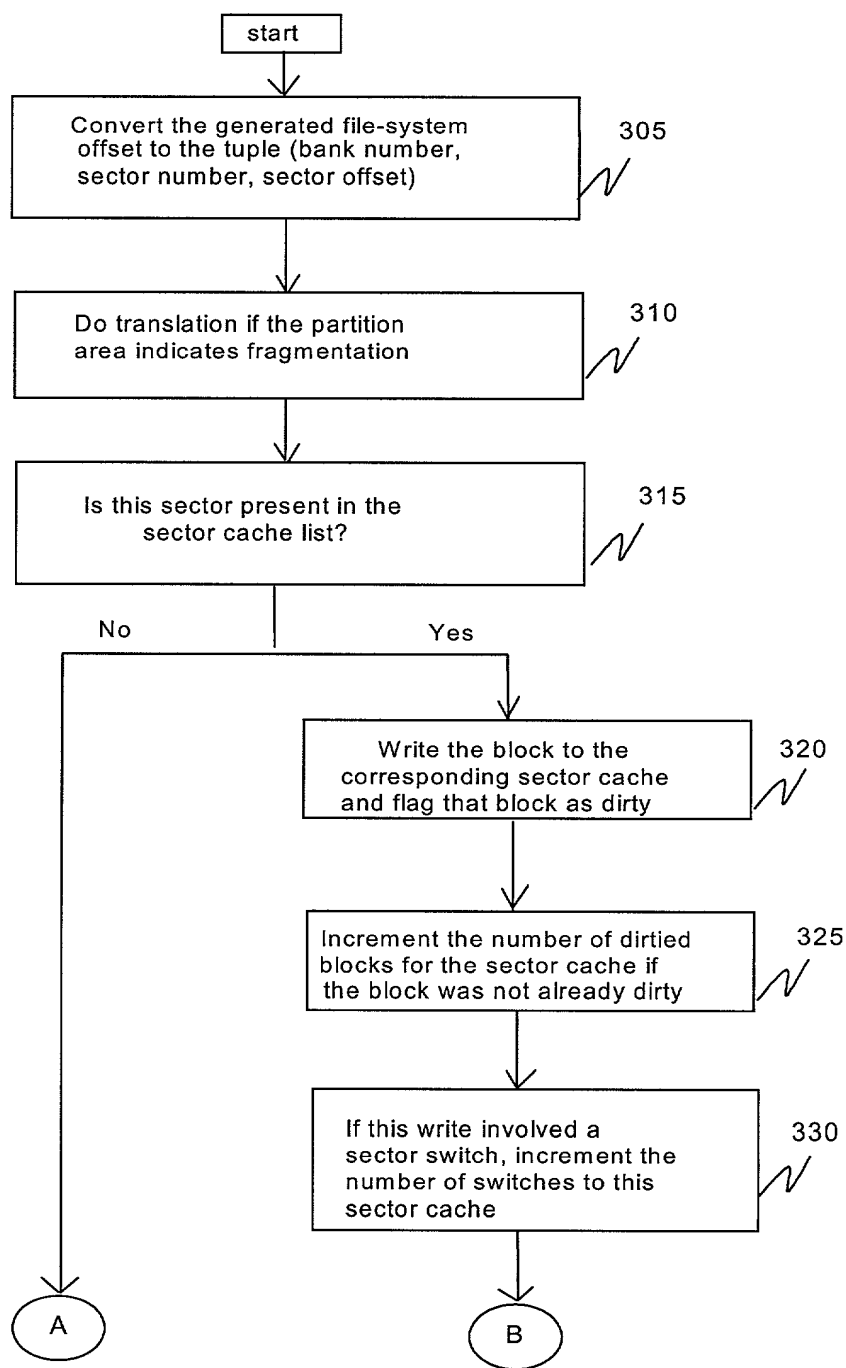 start
Convert the generated file-system
offset to the tuple (bank number,
sector number, sector offset)
305
Do translation if the partition
area indicates fragmentation
310
Is this sector present in the
sector cache list?
315
No
Yes
Write the block to the
corresponding sector cache
and flag that block as dirty
320
Increment the number of dirtied
blocks for the sector cache if
the block was not already dirty
325
If this write involved a
sector switch, increment the
number of switches to this
sector cache
330
A
B